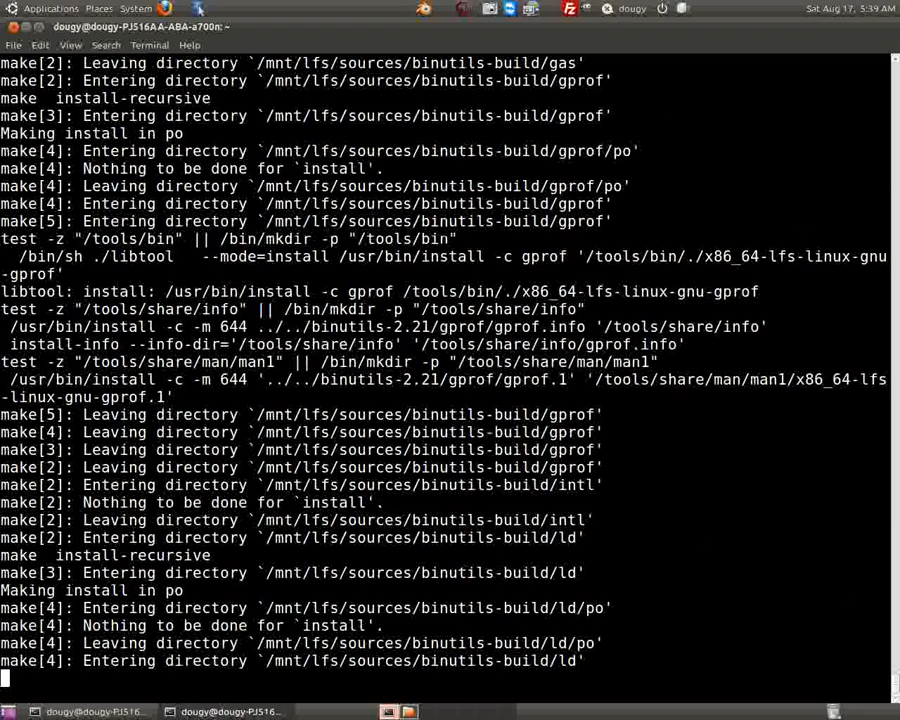 Applications Places System dougy Sat Aug 17, 5:39 AM
dougy@dougy-PJ516AA-ABA-a700n: ~
File Edit View Search Terminal Help
make[2]: Leaving directory `/mnt/lfs/sources/binutils-build/gas'
make[2]: Entering directory `/mnt/lfs/sources/binutils-build/gprof'
make  install-recursive
make[3]: Entering directory `/mnt/lfs/sources/binutils-build/gprof'
Making install in po
make[4]: Entering directory `/mnt/lfs/sources/binutils-build/gprof/po'
make[4]: Nothing to be done for `install'.
make[4]: Leaving directory `/mnt/lfs/sources/binutils-build/gprof/po'
make[4]: Entering directory `/mnt/lfs/sources/binutils-build/gprof'
make[5]: Entering directory `/mnt/lfs/sources/binutils-build/gprof'
test -z "/tools/bin" || /bin/mkdir -p "/tools/bin"
  /bin/sh ./libtool   --mode=install /usr/bin/install -c gprof '/tools/bin/./x86_64-lfs-linux-gnu
-gprof'
libtool: install: /usr/bin/install -c gprof /tools/bin/./x86_64-lfs-linux-gnu-gprof
test -z "/tools/share/info" || /bin/mkdir -p "/tools/share/info"
 /usr/bin/install -c -m 644 ../../binutils-2.21/gprof/gprof.info '/tools/share/info'
 install-info --info-dir='/tools/share/info' '/tools/share/info/gprof.info'
test -z "/tools/share/man/man1" || /bin/mkdir -p "/tools/share/man/man1"
 /usr/bin/install -c -m 644 '../../binutils-2.21/gprof/gprof.1' '/tools/share/man/man1/x86_64-lfs
-linux-gnu-gprof.1'
make[5]: Leaving directory `/mnt/lfs/sources/binutils-build/gprof'
make[4]: Leaving directory `/mnt/lfs/sources/binutils-build/gprof'
make[3]: Leaving directory `/mnt/lfs/sources/binutils-build/gprof'
make[2]: Leaving directory `/mnt/lfs/sources/binutils-build/gprof'
make[2]: Entering directory `/mnt/lfs/sources/binutils-build/intl'
make[2]: Nothing to be done for `install'.
make[2]: Leaving directory `/mnt/lfs/sources/binutils-build/intl'
make[2]: Entering directory `/mnt/lfs/sources/binutils-build/ld'
make  install-recursive
make[3]: Entering directory `/mnt/lfs/sources/binutils-build/ld'
Making install in po
make[4]: Entering directory `/mnt/lfs/sources/binutils-build/ld/po'
make[4]: Nothing to be done for `install'.
make[4]: Leaving directory `/mnt/lfs/sources/binutils-build/ld/po'
make[4]: Entering directory `/mnt/lfs/sources/binutils-build/ld'
dougy@dougy-PJ516... dougy@dougy-PJ516...